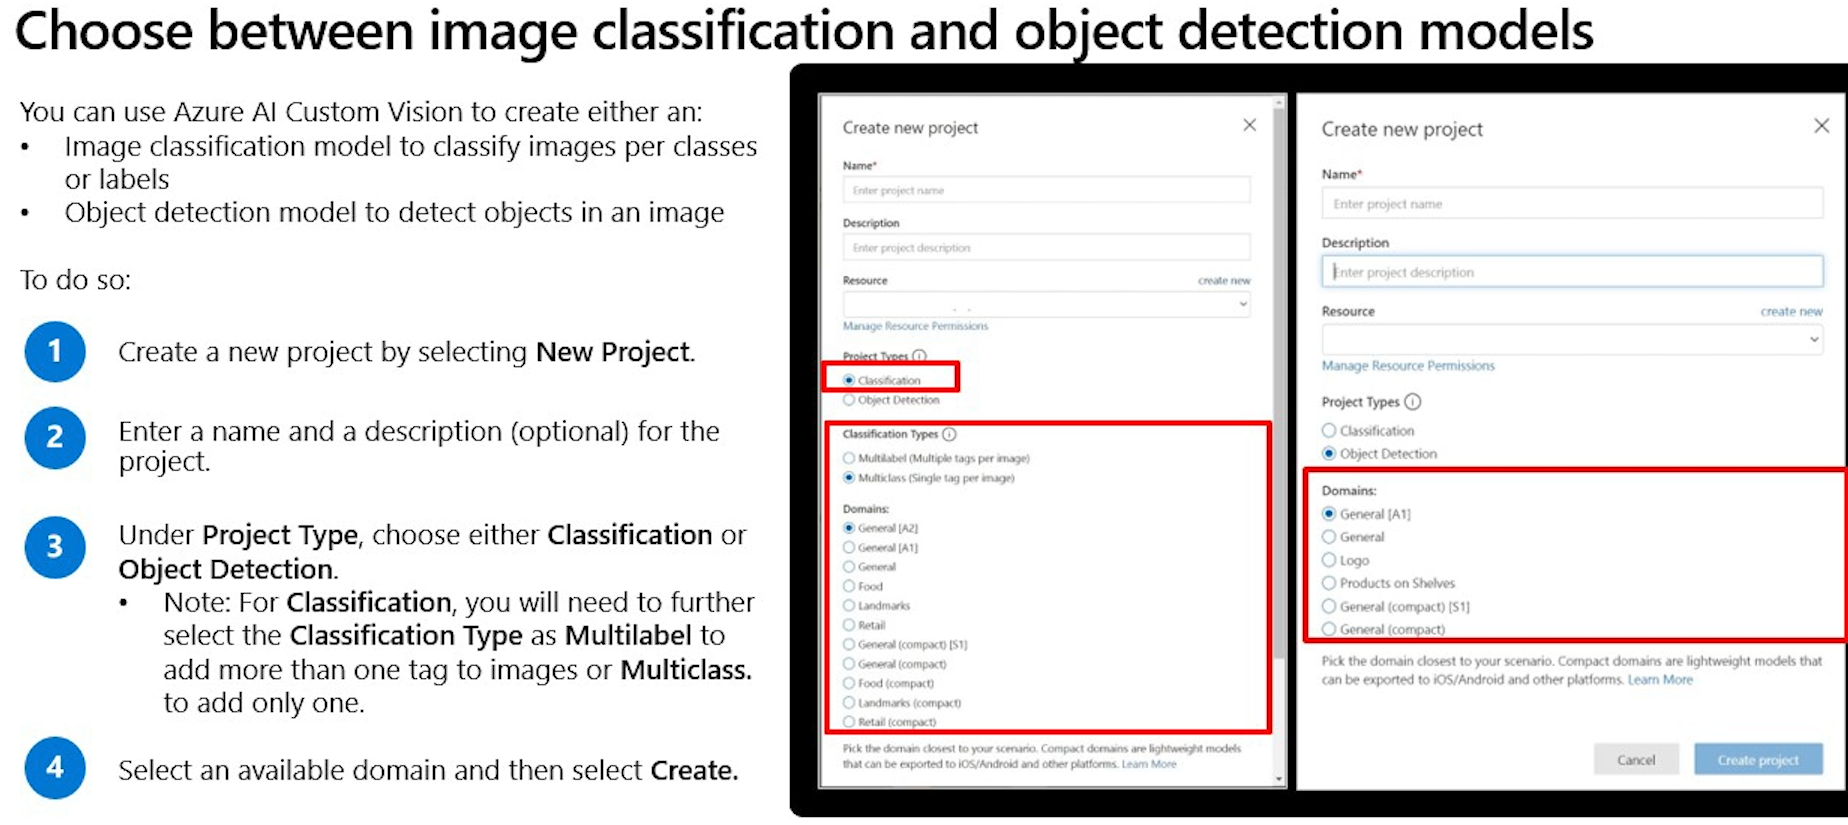 Choose between image classification and object detection models
You can use Azure AI Custom Vision to create either an:
• Image classification model to classify images per classes
or labels
• Object detection model to detect objects in an image
To do so:
1
Create a new project by selecting New Project.
2
Enter a name and a description (optional) for the
project.
3
Under Project Type, choose either Classification or
Object Detection.
• Note: For Classification, you will need to further
select the Classification Type as Multilabel to
add more than one tag to images or Multiclass.
to add only one.
4
Select an available domain and then select Create.
Create new project
Name*
Enter project name
Description
Enter project description
Resource create new
Manage Resource Permissions
Project Types
Classification
Object Detection
Classification Types
Multilabel (Multiple tags per image)
Multiclass (Single tag per image)
Domains:
General [A2]
General [A1]
General
Food
Landmarks
Retail
General (compact) [S1]
General (compact)
Food (compact)
Landmarks (compact)
Retail (compact)
Pick the domain closest to your scenario. Compact domains are lightweight models
that can be exported to iOS/Android and other platforms. Learn More
Create new project
Name*
Enter project name
Description
Enter project description
Resource create new
Manage Resource Permissions
Project Types
Classification
Object Detection
Domains:
General [A1]
General
Logo
Products on Shelves
General (compact) [S1]
General (compact)
Pick the domain closest to your scenario. Compact domains are lightweight models that
can be exported to iOS/Android and other platforms. Learn More
Cancel Create project